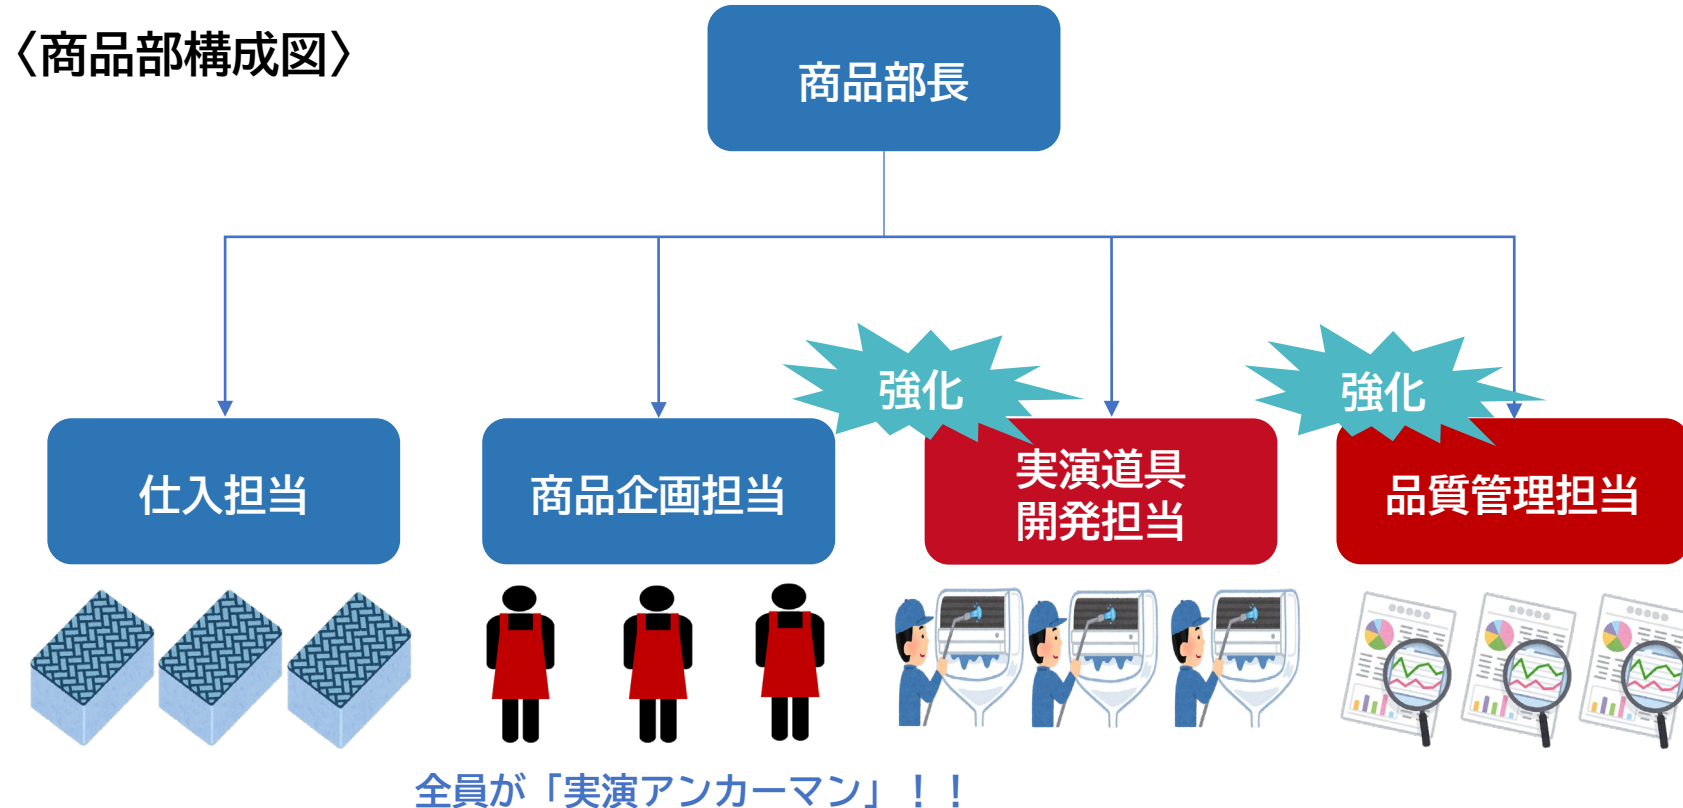 〈商品部構成図〉
商品部長
強化
強化
仕入担当
商品企画担当
実演道具
開発担当
品質管理担当
全員が「実演アンカーマン」！！